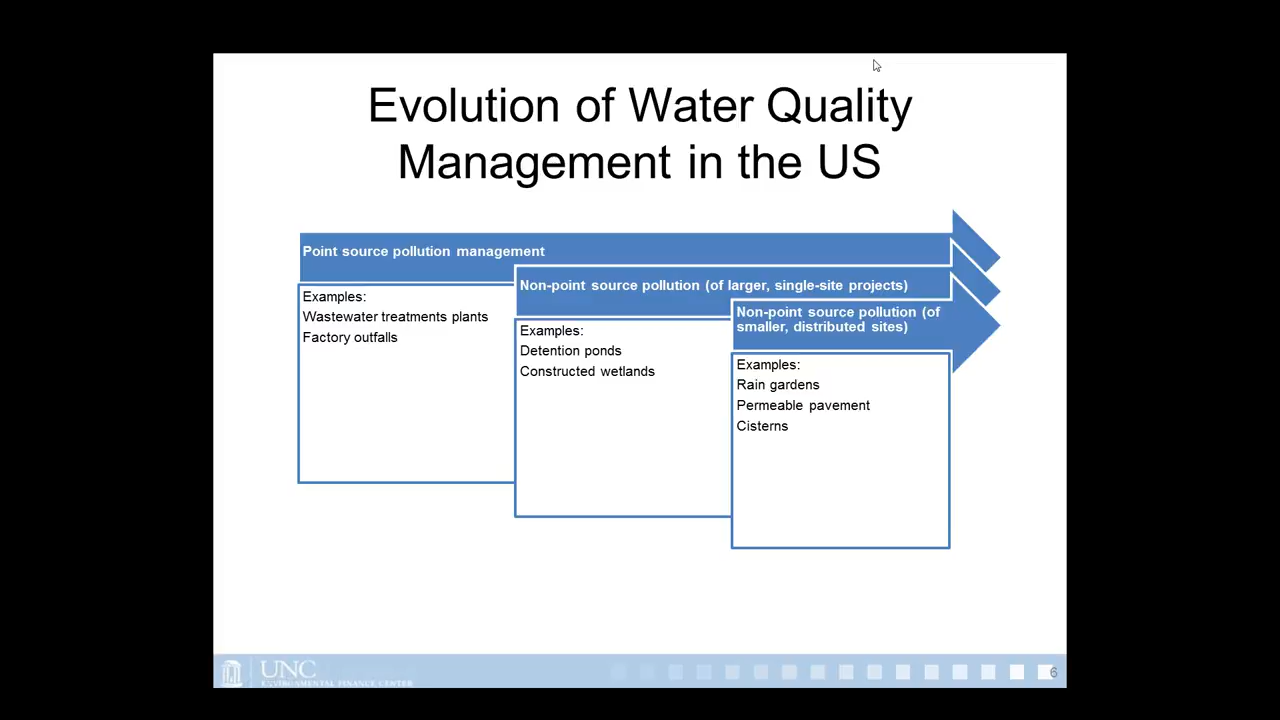 Evolution of Water Quality
Management in the US
Point source pollution management
Examples:
Wastewater treatments plants
Factory outfalls
Non-point source pollution (of larger, single-site projects)
Examples:
Detention ponds
Constructed wetlands
Non-point source pollution (of
smaller, distributed sites)
Examples:
Rain gardens
Permeable pavement
Cisterns
UNC
ENVIRONMENTAL FINANCE CENTER
6